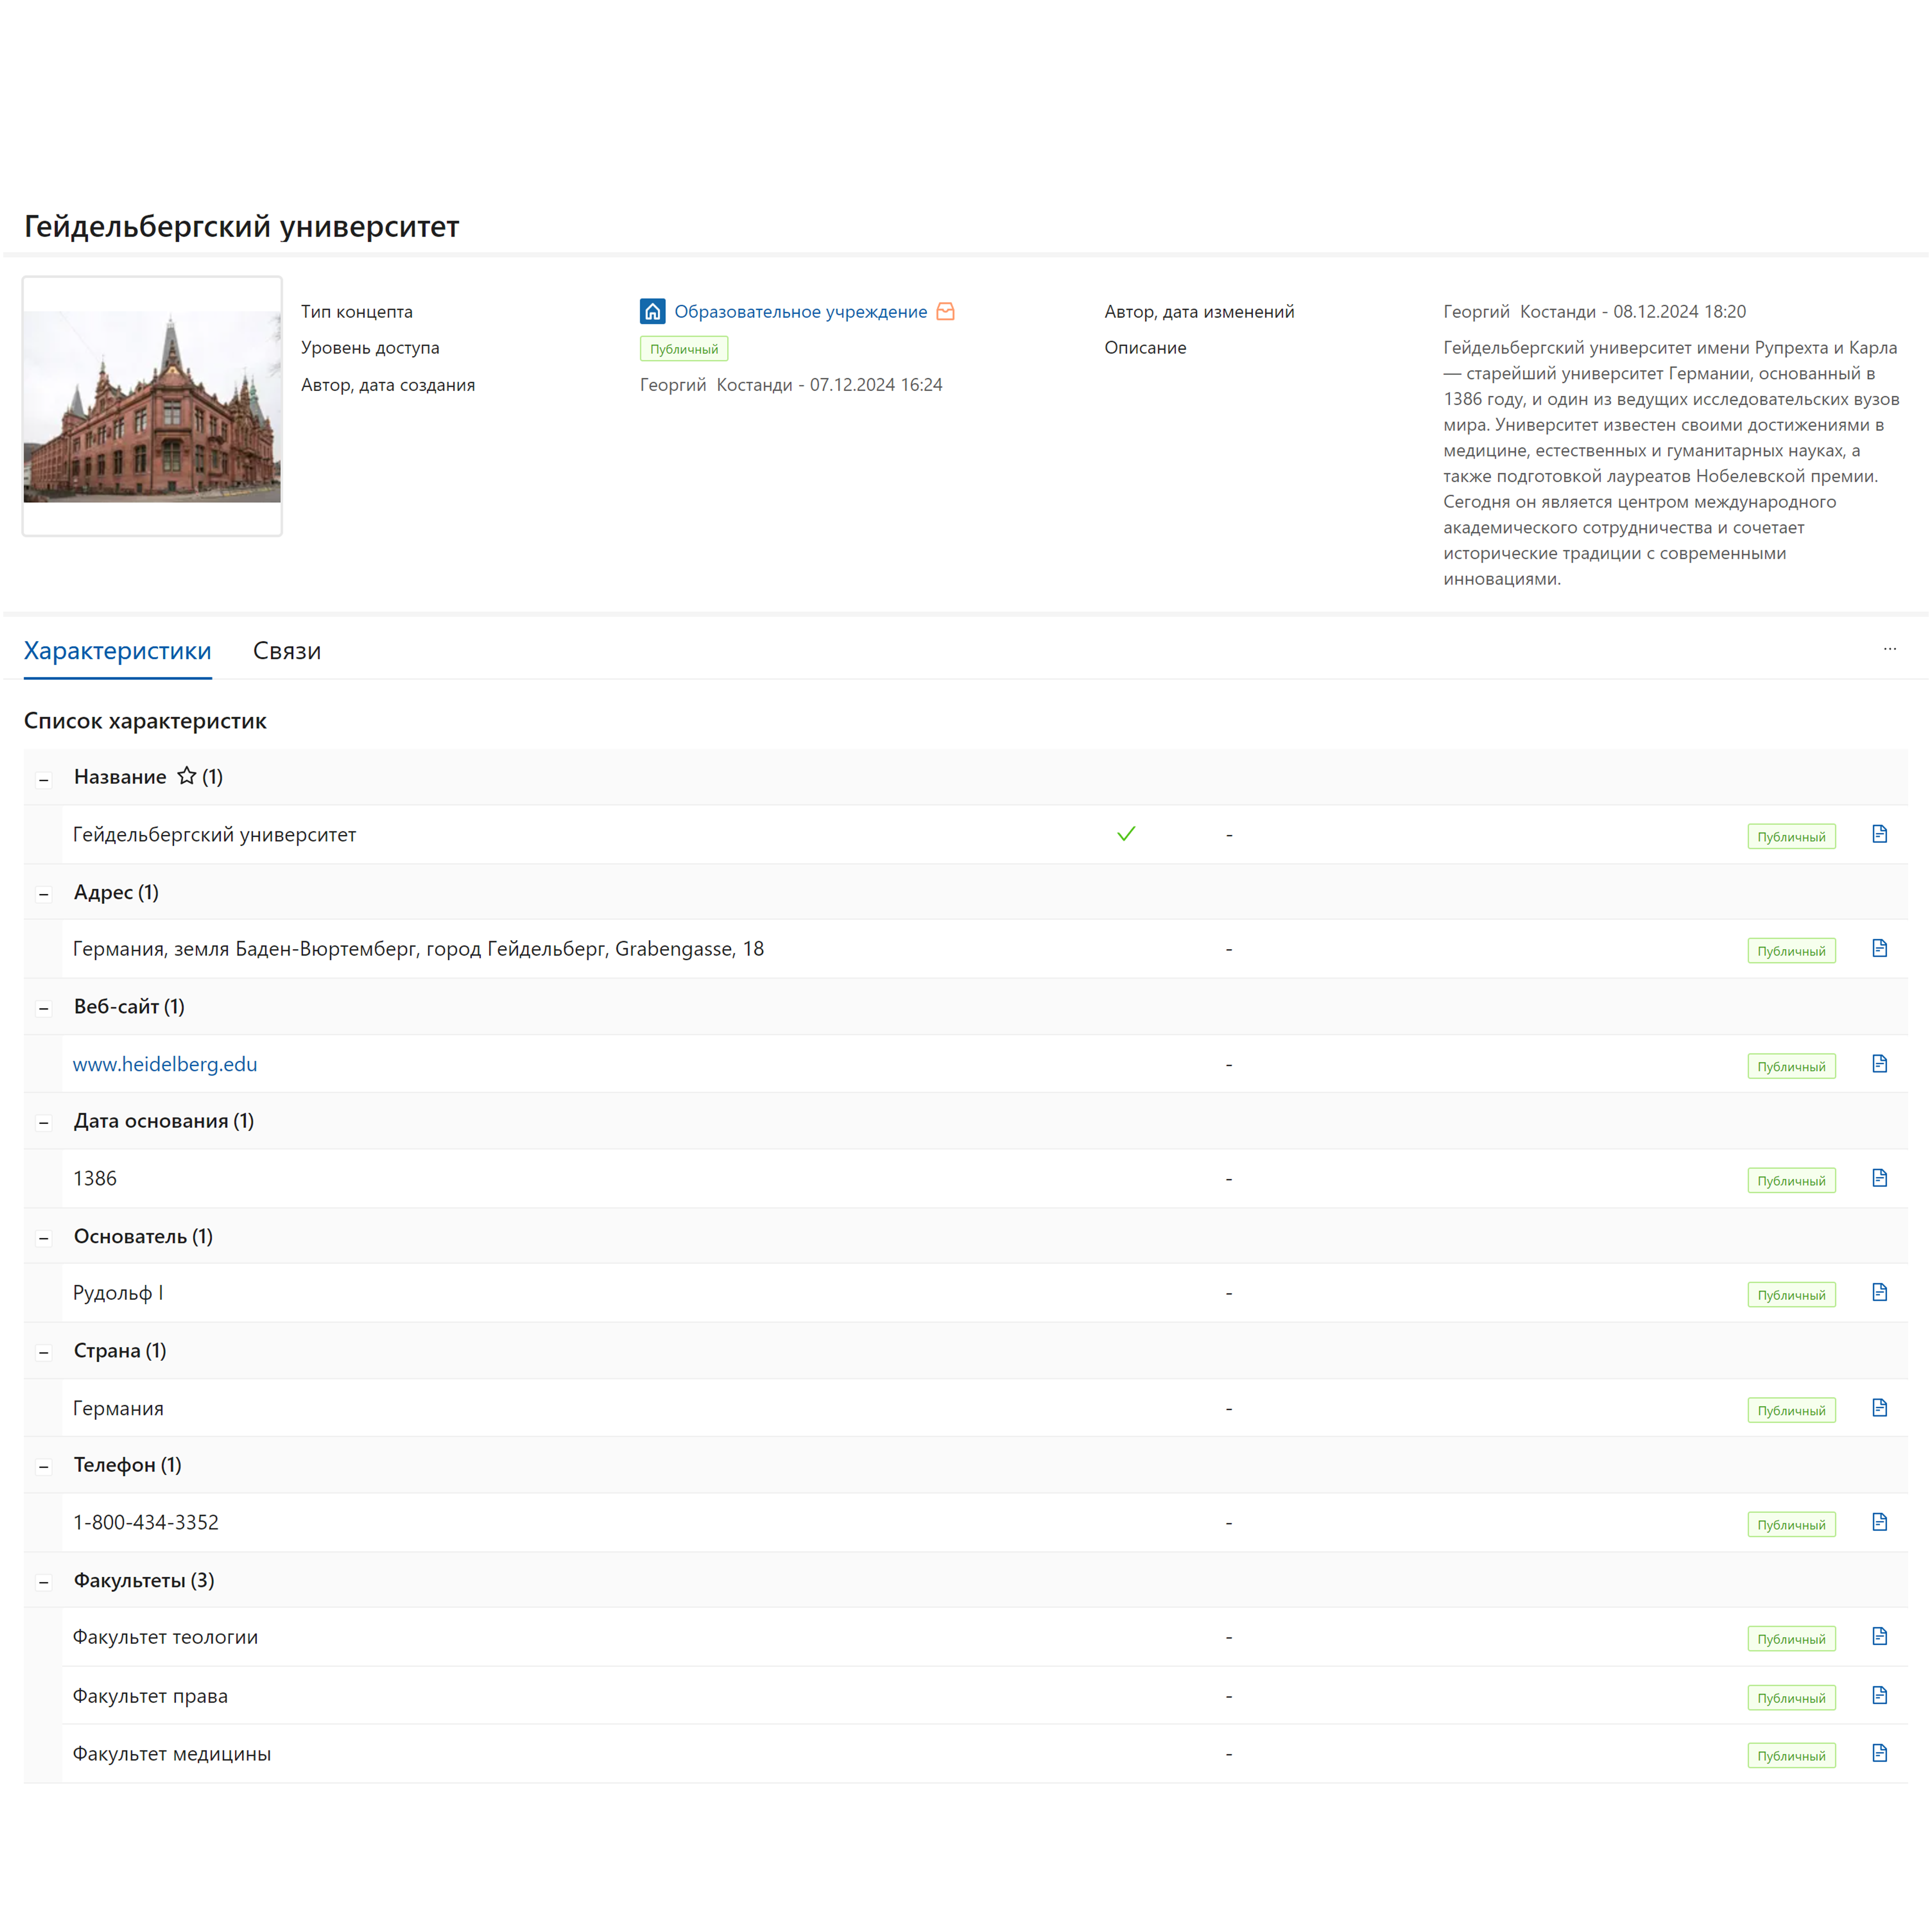 Гейдельбергский университет
Тип концепта
Образовательное учреждение
Автор, дата изменений
Георгий Костанди - 08.12.2024 18:20
Уровень доступа
Публичный
Описание
Гейдельбергский университет имени Рупрехта и Карла
— старейший университет Германии, основанный в
1386 году, и один из ведущих исследовательских вузов
мира. Университет известен своими достижениями в
медицине, естественных и гуманитарных науках, а
также подготовкой лауреатов Нобелевской премии.
Сегодня он является центром международного
академического сотрудничества и сочетает
исторические традиции с современными
инновациями.
Автор, дата создания
Георгий Костанди - 07.12.2024 16:24
Характеристики
Связи
...
Список характеристик
Название (1)
Гейдельбергский университет - Публичный
Адрес (1)
Германия, земля Баден-Вюртемберг, город Гейдельберг, Grabengasse, 18 - Публичный
Веб-сайт (1)
www.heidelberg.edu - Публичный
Дата основания (1)
1386 - Публичный
Основатель (1)
Рудольф I - Публичный
Страна (1)
Германия - Публичный
Телефон (1)
1-800-434-3352 - Публичный
Факультеты (3)
Факультет теологии - Публичный
Факультет права - Публичный
Факультет медицины - Публичный